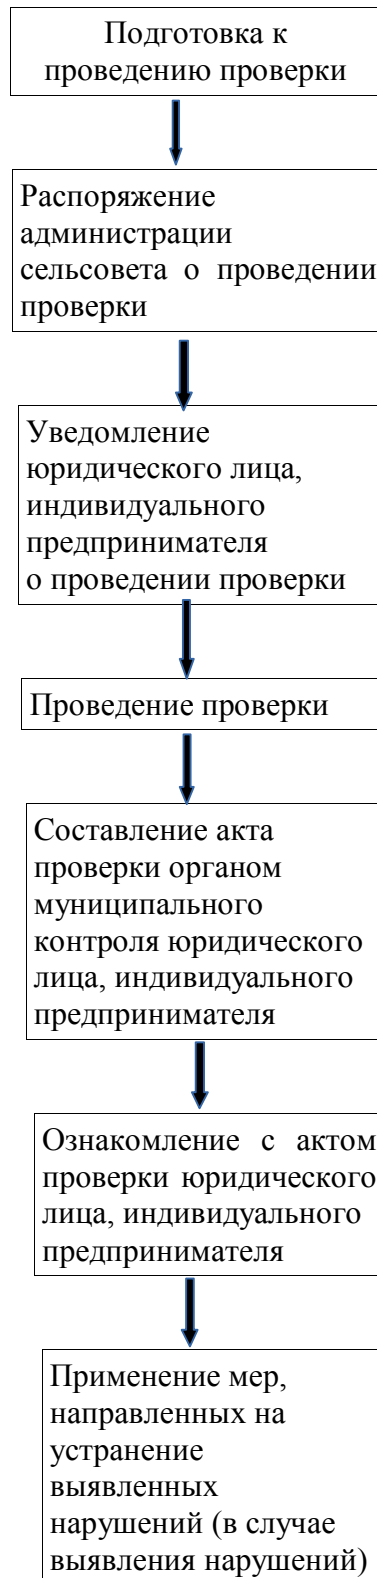 Подготовка к
проведению проверки
Распоряжение
администрации
сельсовета о проведении
проверки
Уведомление
юридического лица,
индивидуального
предпринимателя
о проведении проверки
Проведение проверки
Составление акта
проверки органом
муниципального
контроля юридического
лица, индивидуального
предпринимателя
Ознакомление с актом
проверки юридического
лица, индивидуального
предпринимателя
Применение мер,
направленных на
устранение
выявленных
нарушений (в случае
выявления нарушений)